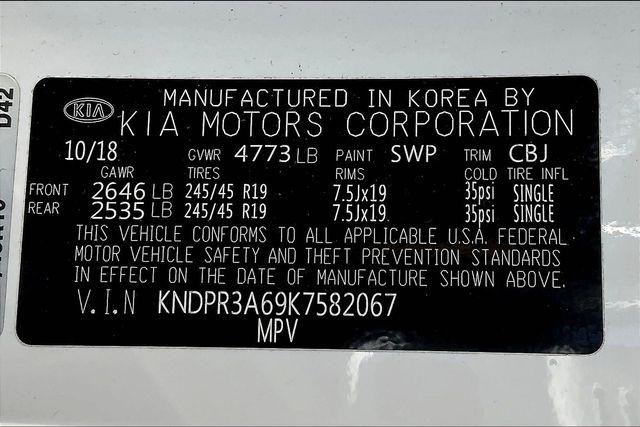 D42
KIA
MANUFACTURED IN KOREA BY
KIA MOTORS CORPORATION
10/18 GVWR 4773 LB PAINT SWP TRIM CBJ
GAWR TIRES RIMS COLD TIRE INFL
FRONT 2646 LB 245/45 R19 7.5Jx19 35psi SINGLE
REAR 2535 LB 245/45 R19 7.5Jx19 35psi SINGLE
THIS VEHICLE CONFORMS TO ALL APPLICABLE U.S.A. FEDERAL
MOTOR VEHICLE SAFETY AND THEFT PREVENTION STANDARDS
IN EFFECT ON THE DATE OF MANUFACTURE SHOWN ABOVE.
V.I.N KNDPR3A69K7582067
MPV